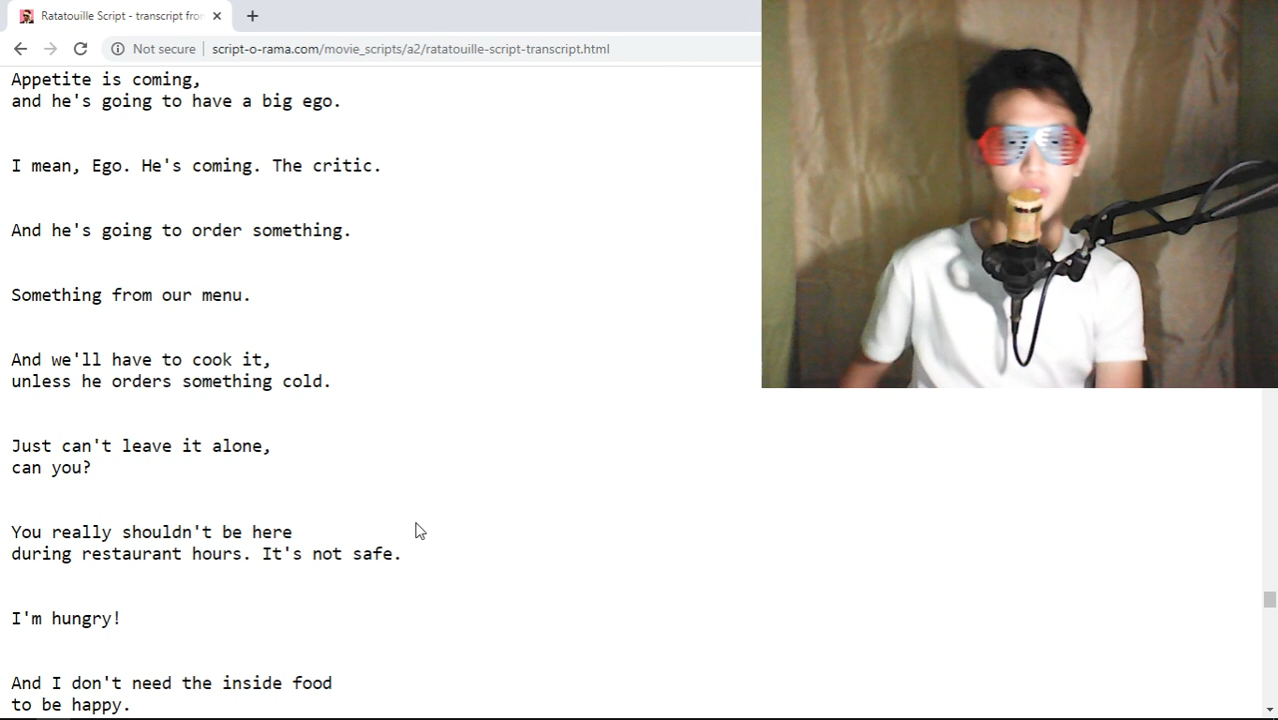 Ratatouille Script - transcript fro
Not secure
script-o-rama.com/movie_scripts/a2/ratatouille-script-transcript.html
Appetite is coming,
and he's going to have a big ego.
I mean, Ego. He's coming. The critic.
And he's going to order something.
Something from our menu.
And we'll have to cook it,
unless he orders something cold.
Just can't leave it alone,
can you?
You really shouldn't be here
during restaurant hours. It's not safe.
I'm hungry!
And I don't need the inside food
to be happy.